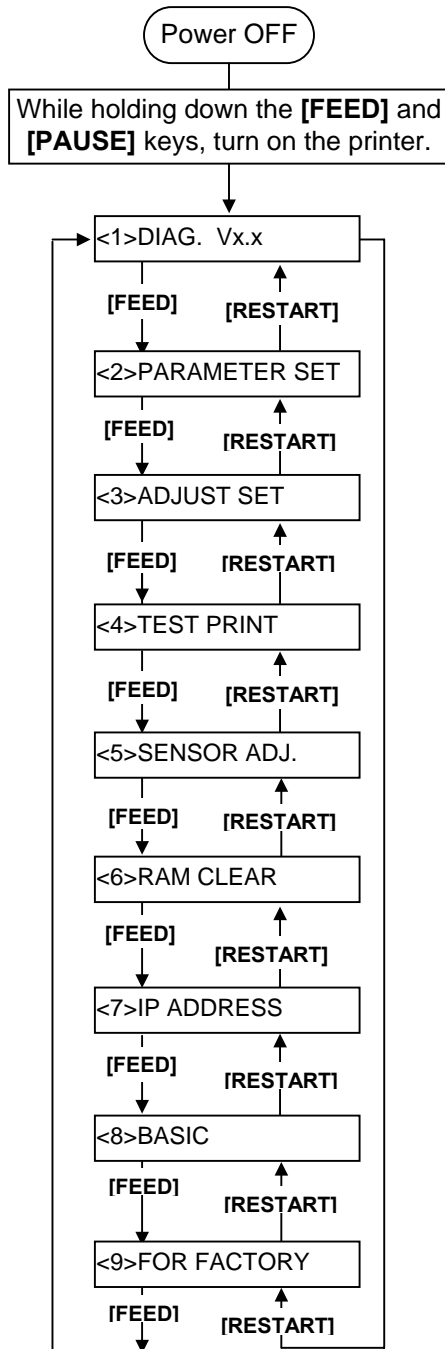 Power OFF
While holding down the [FEED] and
[PAUSE] keys, turn on the printer.
<1>DIAG. Vx.x
[FEED] [RESTART]
<2>PARAMETER SET
[FEED] [RESTART]
<3>ADJUST SET
[FEED] [RESTART]
<4>TEST PRINT
[FEED] [RESTART]
<5>SENSOR ADJ.
[FEED] [RESTART]
<6>RAM CLEAR
[FEED] [RESTART]
<7>IP ADDRESS
[FEED] [RESTART]
<8>BASIC
[FEED] [RESTART]
<9>FOR FACTORY
[FEED] [RESTART]